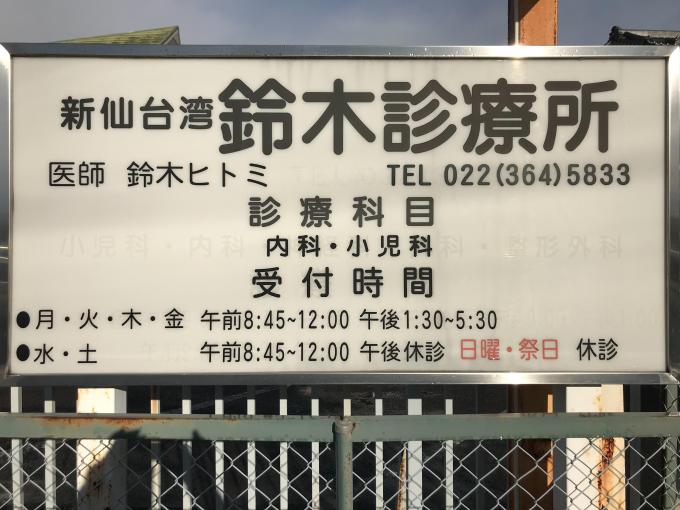 新仙台湾鈴木診療所
医師 鈴木ヒトミ TEL 022(364)5833
診療科目
内科・小児科
受付時間
●月・火・木・金 午前8:45~12:00 午後1:30~5:30
●水・土 午前8:45~12:00 午後休診 日曜・祭日 休診